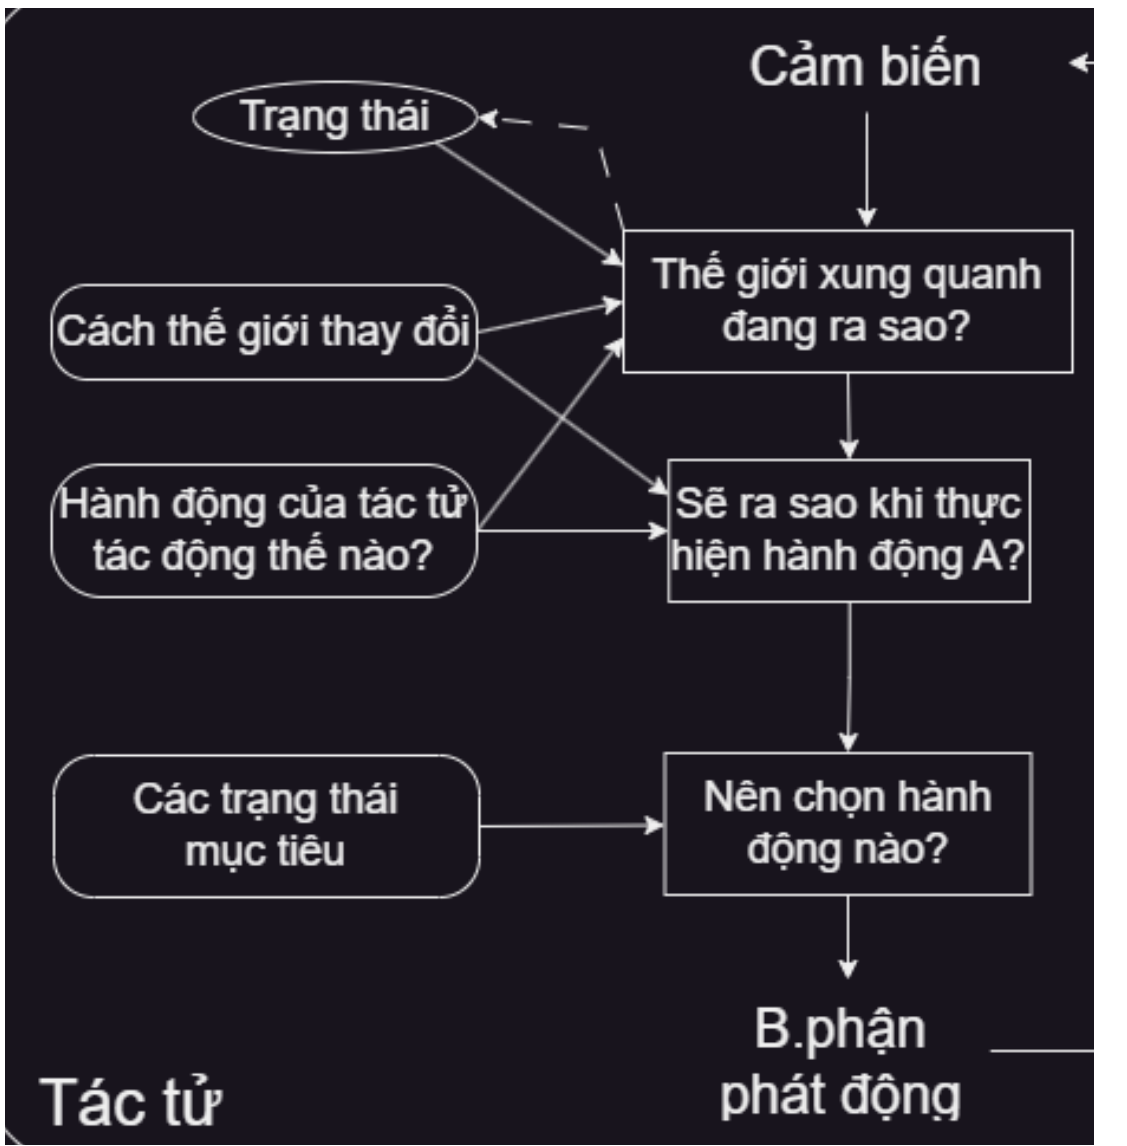 Cảm biến
Trạng thái
Thế giới xung quanh
đang ra sao?
Cách thế giới thay đổi
Hành động của tác tử
tác động thế nào?
Sẽ ra sao khi thực
hiện hành động A?
Các trạng thái
mục tiêu
Nên chọn hành
động nào?
B.phận
phát động
Tác tử